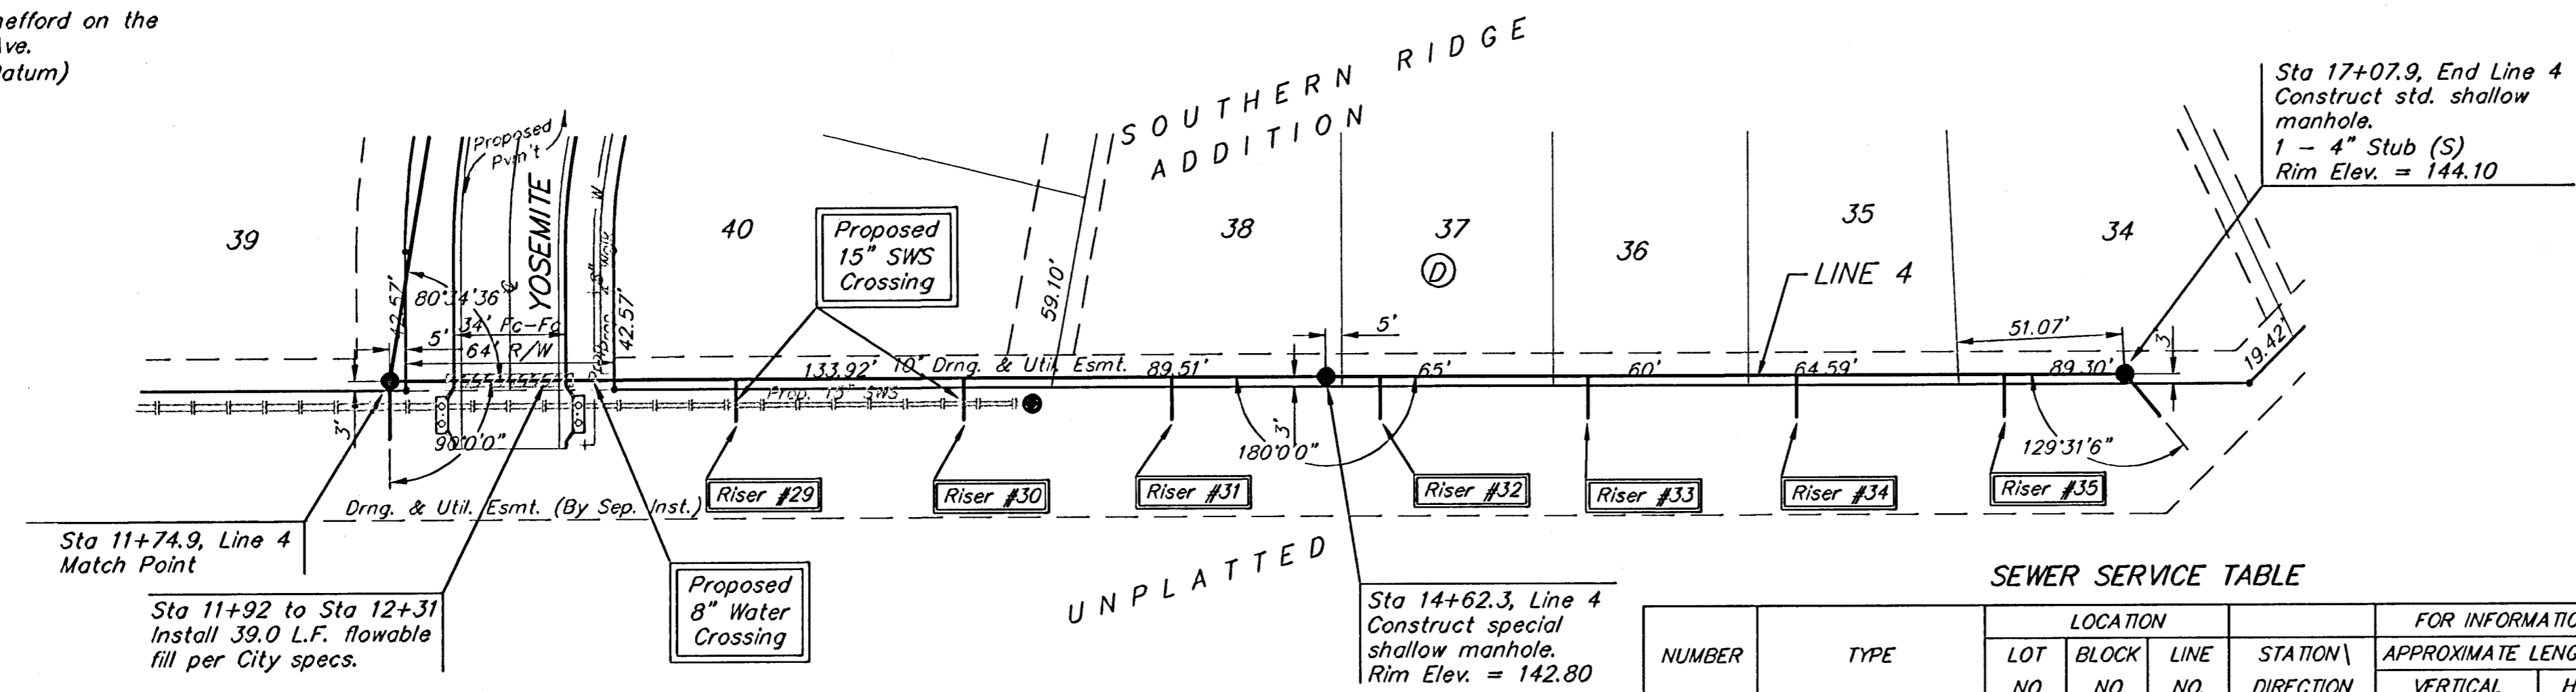 hefford on the
Ave.
Datum)
SOUTHERN RIDGE
ADDITION
Sta 17+07.9, End Line 4
Construct std. shallow
manhole.
1 - 4" Stub (S)
Rim Elev. = 144.10
Proposed
Pvm't
YOSEMITE
W
39
40
38
37
D
36
35
34
Proposed
15" SWS
Crossing
LINE 4
80°34'36"
42.57'
42.57'
59.10'
5'
34' Fc-Fc
64' R/W
5'
51.07'
3'
19.42'
133.92'
10' Drng. & Util. Esmt.
89.51'
65'
60'
64.59'
89.30'
Prop. 15" SWS
3'
90°0'0"
3'
180°0'0"
129°31'6"
Riser #29
Riser #30
Riser #31
Riser #32
Riser #33
Riser #34
Riser #35
Drng. & Util. Esmt. (By Sep. Inst.)
Sta 11+74.9, Line 4
Match Point
Sta 11+92 to Sta 12+31
Install 39.0 L.F. flowable
fill per City specs.
Proposed
8" Water
Crossing
UNPLATTED
Sta 14+62.3, Line 4
Construct special
shallow manhole.
Rim Elev. = 142.80
SEWER SERVICE TABLE
NUMBER
TYPE
LOCATION
FOR INFORMATIO
LOT
BLOCK
LINE
STATION\
APPROXIMATE LENG
NO.
NO.
NO.
DIRECTION
VERTICAL
H